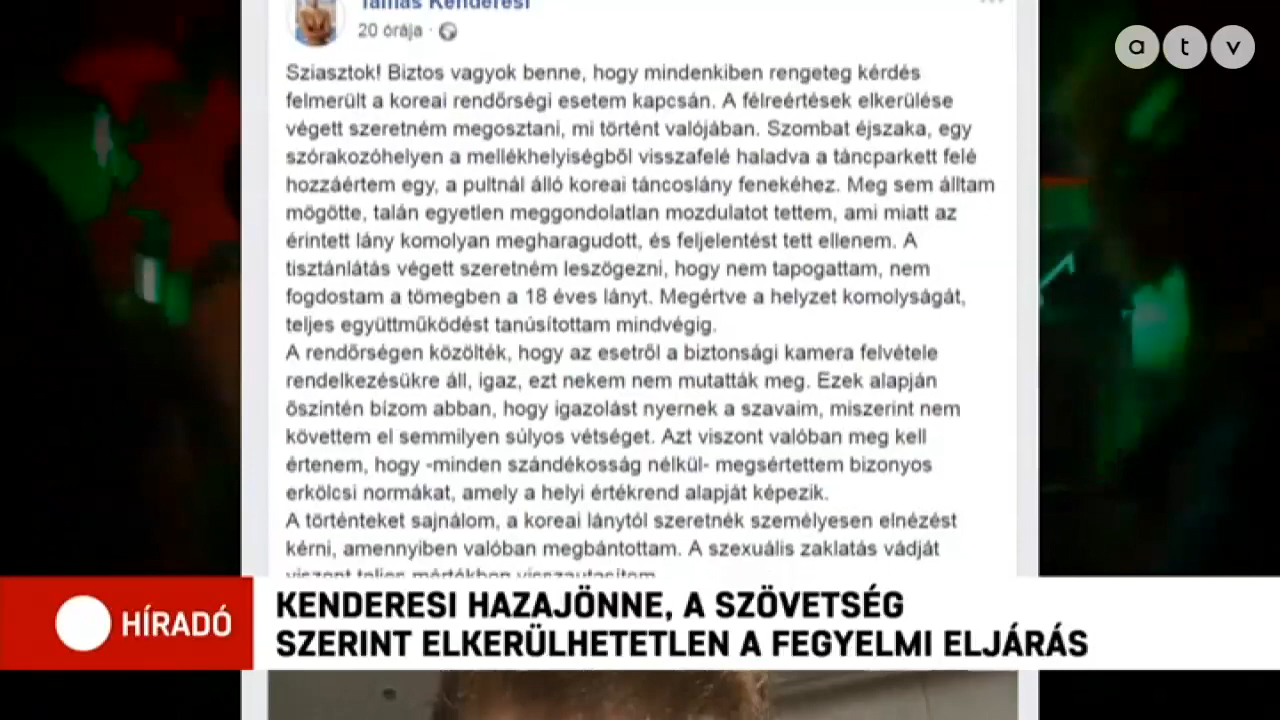 Tamás Kenderesi
20 órája ·
a t v
Sziasztok! Biztos vagyok benne, hogy mindenkiben rengeteg kérdés
felmerült a koreai rendőrségi esetem kapcsán. A félreértések elkerülése
végett szeretném megosztani, mi történt valójában. Szombat éjszaka, egy
szórakozóhelyen a mellékhelyiségből visszafelé haladva a táncparkett felé
hozzáértem egy, a pultnál álló koreai táncoslány fenekéhez. Meg sem álltam
mögötte, talán egyetlen meggondolatlan mozdulatot tettem, ami miatt az
érintett lány komolyan megharagudott, és feljelentést tett ellenem. A
tisztánlátás végett szeretném leszögezni, hogy nem tapogattam, nem
fogdostam a tömegben a 18 éves lányt. Megértve a helyzet komolyságát,
teljes együttműködést tanúsítottam mindvégig.
A rendőrségen közölték, hogy az esetről a biztonsági kamera felvétele
rendelkezésükre áll, igaz, ezt nekem nem mutatták meg. Ezek alapján
őszintén bízom abban, hogy igazolást nyernek a szavaim, miszerint nem
követtem el semmilyen súlyos vétséget. Azt viszont valóban meg kell
értenem, hogy -minden szándékosság nélkül- megsértettem bizonyos
erkölcsi normákat, amely a helyi értékrend alapját képezik.
A történteket sajnálom, a koreai lánytól szeretnék személyesen elnézést
kérni, amennyiben valóban megbántottam. A szexuális zaklatás vádját
viszont teljes mértékben visszautasítom.
HÍRADÓ
KENDERESI HAZAJÖNNE, A SZÖVETSÉG
SZERINT ELKERÜLHETETLEN A FEGYELMI ELJÁRÁS